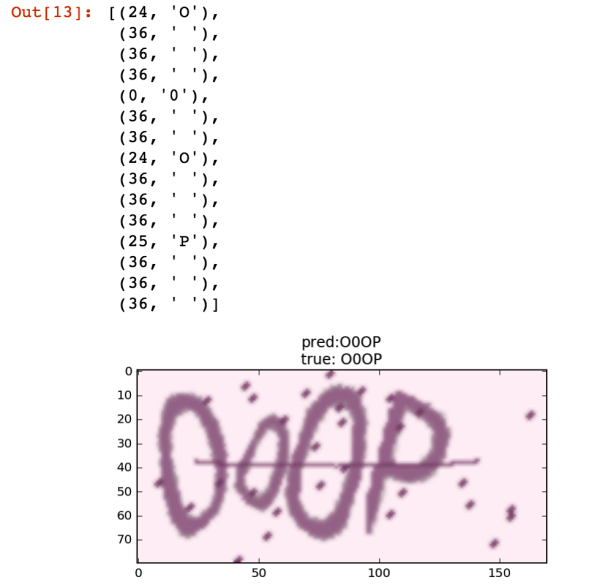 Out[13]: [(24, 'O'),
(36, ' '),
(36, ' '),
(36, ' '),
(0, '0'),
(36, ' '),
(36, ' '),
(24, 'O'),
(36, ' '),
(36, ' '),
(36, ' '),
(25, 'P'),
(36, ' '),
(36, ' '),
(36, ' ')]
pred:O0OP
true: O0OP
0
10
20
30
40
50
60
70
O0OP
0 50 100 150